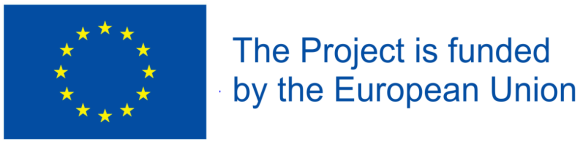 The Project is funded
by the European Union